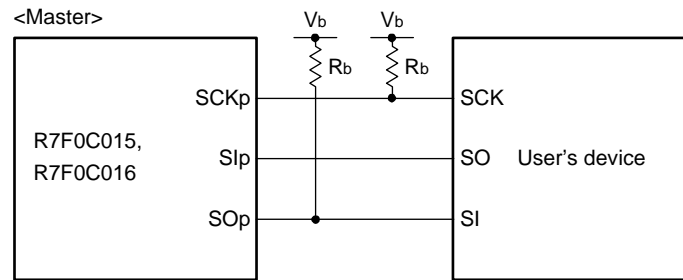 <Master>
Vb Vb
Rb Rb
SCKp SCK
R7F0C015,
R7F0C016
SIp SO User's device
SOp SI